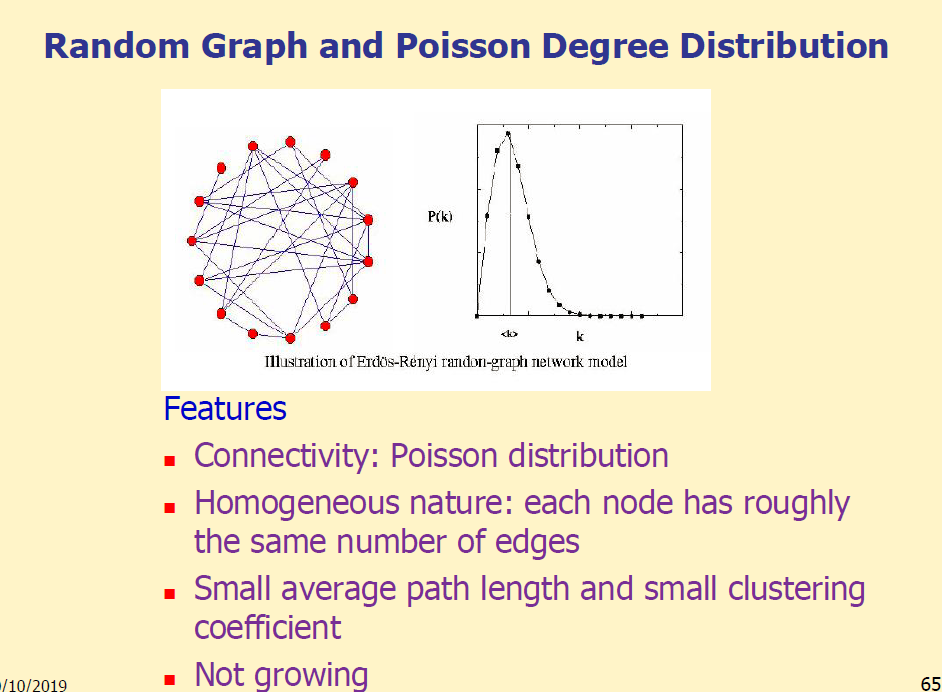 Random Graph and Poisson Degree Distribution
P(k)
<k>
k
Illustration of Erdös-Rényi randon-graph network model
Features
Connectivity: Poisson distribution
Homogeneous nature: each node has roughly
the same number of edges
Small average path length and small clustering
coefficient
Not growing
/10/2019
65